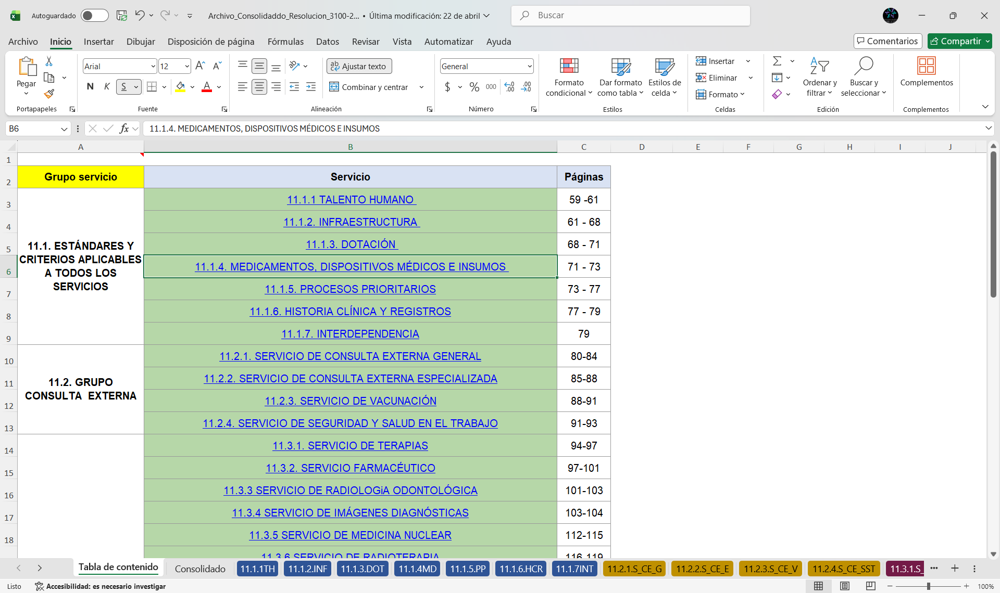 Autoguardado
Archivo_Consolidaddo_Resolucion_3100-2... • Última modificación: 22 de abril
Buscar
Archivo Inicio Insertar Dibujar Disposición de página Fórmulas Datos Revisar Vista Automatizar Ayuda
Comentarios Compartir
Pegar
Portapapeles
Arial 12
N K S
Fuente
Ajustar texto
Combinar y centrar
Alineación
General
$ % 000
Número
Formato condicional
Dar formato como tabla
Estilos de celda
Estilos
Insertar
Eliminar
Formato
Celdas
Ordenar y filtrar
Buscar y seleccionar
Edición
Complementos
Complementos
B6 fx 11.1.4. MEDICAMENTOS, DISPOSITIVOS MÉDICOS E INSUMOS
A B C D E F G H I J
1
2 Grupo servicio Servicio Páginas
11.1. ESTÁNDARES Y
CRITERIOS APLICABLES
A TODOS LOS
SERVICIOS
3 11.1.1 TALENTO HUMANO 59 -61
4 11.1.2. INFRAESTRUCTURA 61 - 68
5 11.1.3. DOTACIÓN 68 - 71
6 11.1.4. MEDICAMENTOS, DISPOSITIVOS MÉDICOS E INSUMOS 71 - 73
7 11.1.5. PROCESOS PRIORITARIOS 73 - 77
8 11.1.6. HISTORIA CLÍNICA Y REGISTROS 77 - 79
9 11.1.7. INTERDEPENDENCIA 79
11.2. GRUPO
CONSULTA EXTERNA
10 11.2.1. SERVICIO DE CONSULTA EXTERNA GENERAL 80-84
11 11.2.2. SERVICIO DE CONSULTA EXTERNA ESPECIALIZADA 85-88
12 11.2.3. SERVICIO DE VACUNACIÓN 88-91
13 11.2.4. SERVICIO DE SEGURIDAD Y SALUD EN EL TRABAJO 91-93
14 11.3.1. SERVICIO DE TERAPIAS 94-97
15 11.3.2. SERVICIO FARMACÉUTICO 97-101
16 11.3.3 SERVICIO DE RADIOLOGiA ODONTOLÓGICA 101-103
17 11.3.4 SERVICIO DE IMÁGENES DIAGNÓSTICAS 103-104
18 11.3.5 SERVICIO DE MEDICINA NUCLEAR 112-115
11.3.6 SERVICIO DE RADIOTERAPIA 116-119
Tabla de contenido Consolidado 11.1.1TH 11.1.2.INF 11.1.3.DOT 11.1.4MD 11.1.5.PP 11.1.6.HCR 11.1.7INT 11.2.1.S_CE_G 11.2.2.S_CE_E 11.2.3.S_CE_V 11.2.4.S_CE_SST 11.3.1.S_
Listo Accesibilidad: es necesario investigar 100%